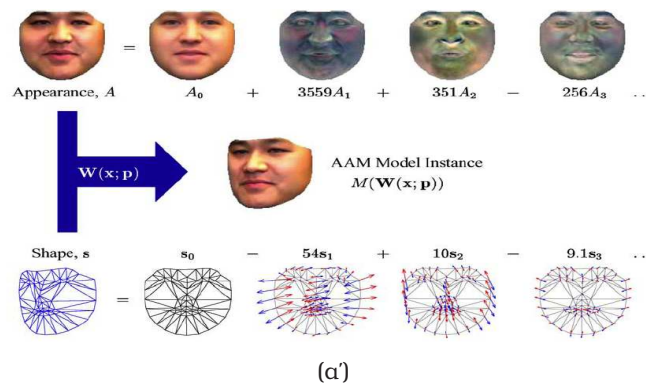 =
Appearance, A A₀ + 3559A₁ + 351A₂ − 256A₃ ..
W(x; p)
AAM Model Instance
M(W(x; p))
Shape, s s₀ − 54s₁ + 10s₂ − 9.1s₃ ..
=
(α')